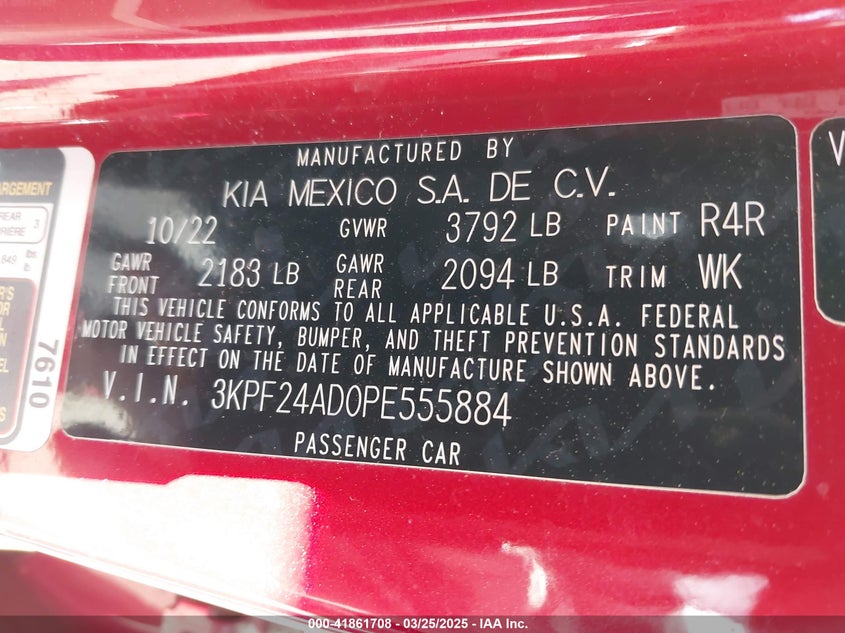 MANUFACTURED BY
KIA MEXICO S.A. DE C.V.
10/22 GVWR 3792 LB PAINT R4R
GAWR FRONT 2183 LB GAWR REAR 2094 LB TRIM WK
THIS VEHICLE CONFORMS TO ALL APPLICABLE U.S.A. FEDERAL
MOTOR VEHICLE SAFETY, BUMPER, AND THEFT PREVENTION STANDARDS
IN EFFECT ON THE DATE OF MANUFACTURE SHOWN ABOVE.
V.I.N. 3KPF24AD0PE555884
PASSENGER CAR
REAR
3
7610
V
000-41861708 - 03/25/2025 - IAA Inc.